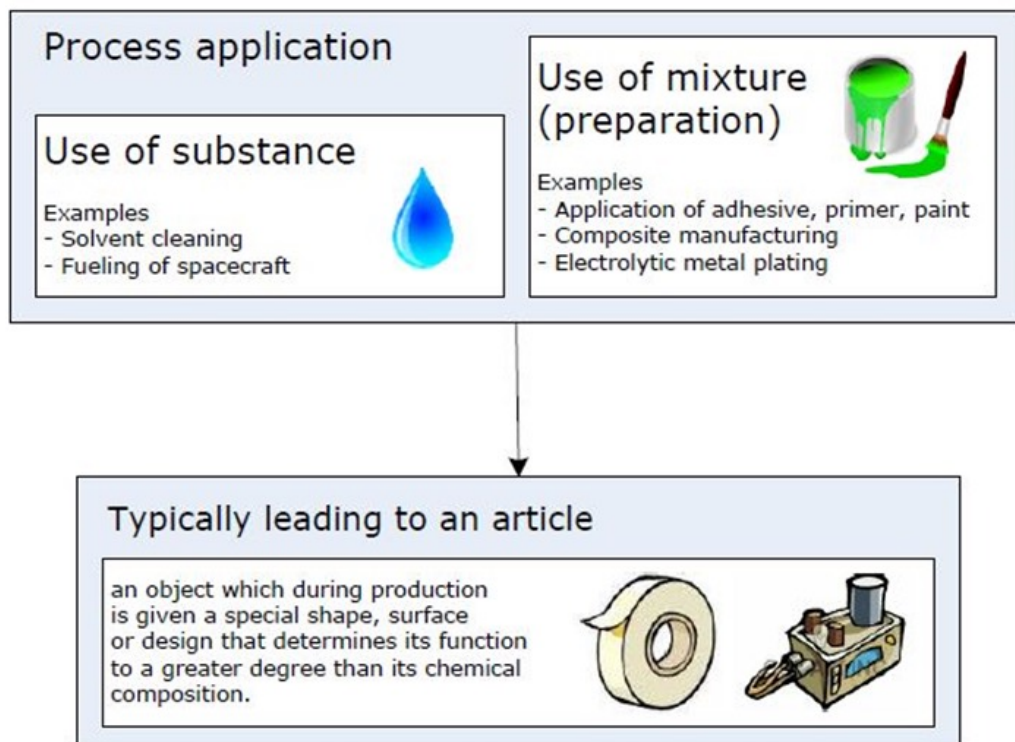 Process application
Use of substance
Examples
- Solvent cleaning
- Fueling of spacecraft
Use of mixture
(preparation)
Examples
- Application of adhesive, primer, paint
- Composite manufacturing
- Electrolytic metal plating
Typically leading to an article
an object which during production
is given a special shape, surface
or design that determines its function
to a greater degree than its chemical
composition.